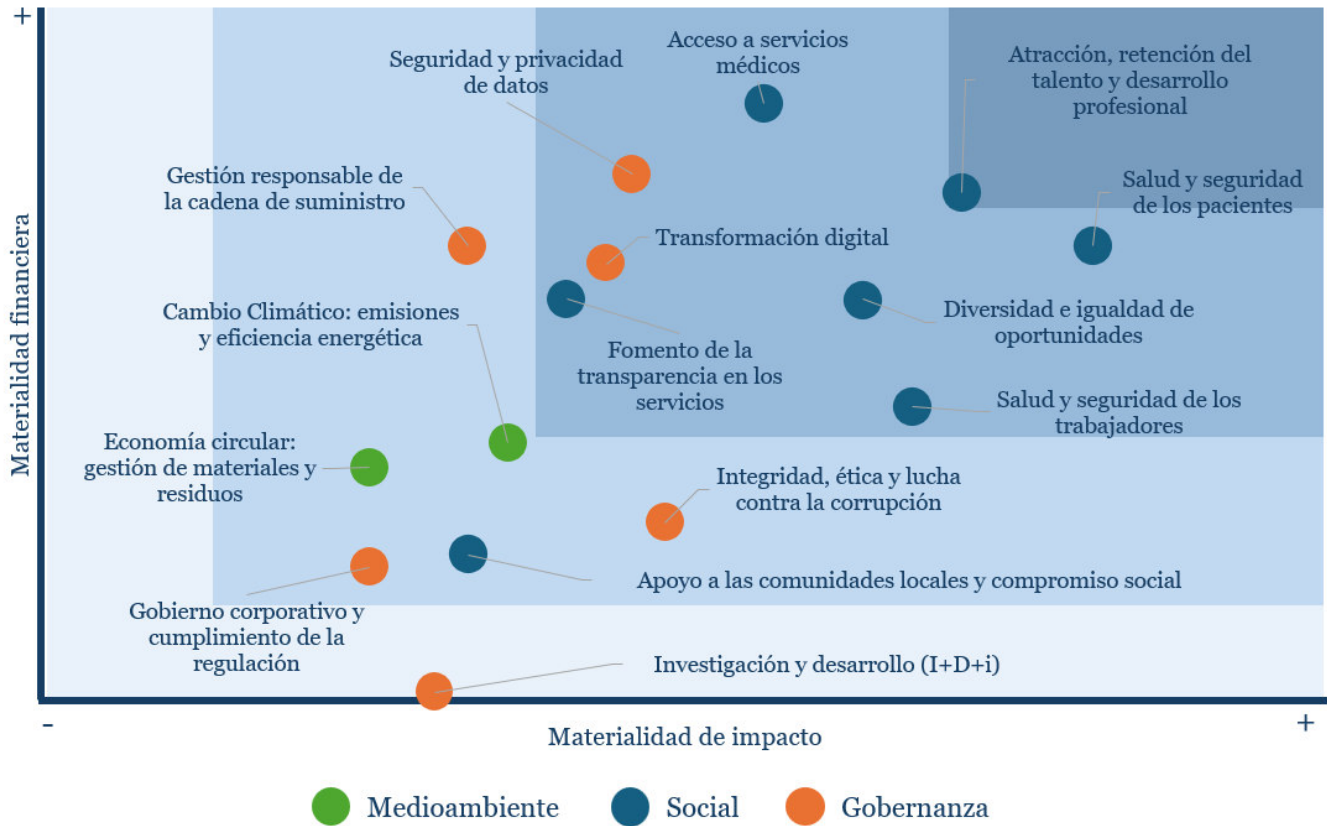 +
Acceso a servicios
médicos
Seguridad y privacidad
de datos
Atracción, retención del
talento y desarrollo
profesional
Gestión responsable de
la cadena de suministro
Salud y seguridad
de los pacientes
Transformación digital
Cambio Climático: emisiones
y eficiencia energética
Diversidad e igualdad de
oportunidades
Fomento de la
transparencia en los
servicios
Salud y seguridad de los
trabajadores
Economía circular:
gestión de materiales y
residuos
Integridad, ética y lucha
contra la corrupción
Apoyo a las comunidades locales y compromiso social
Gobierno corporativo y
cumplimiento de la
regulación
Investigación y desarrollo (I+D+i)
Materialidad financiera
-
+
Materialidad de impacto
Medioambiente
Social
Gobernanza